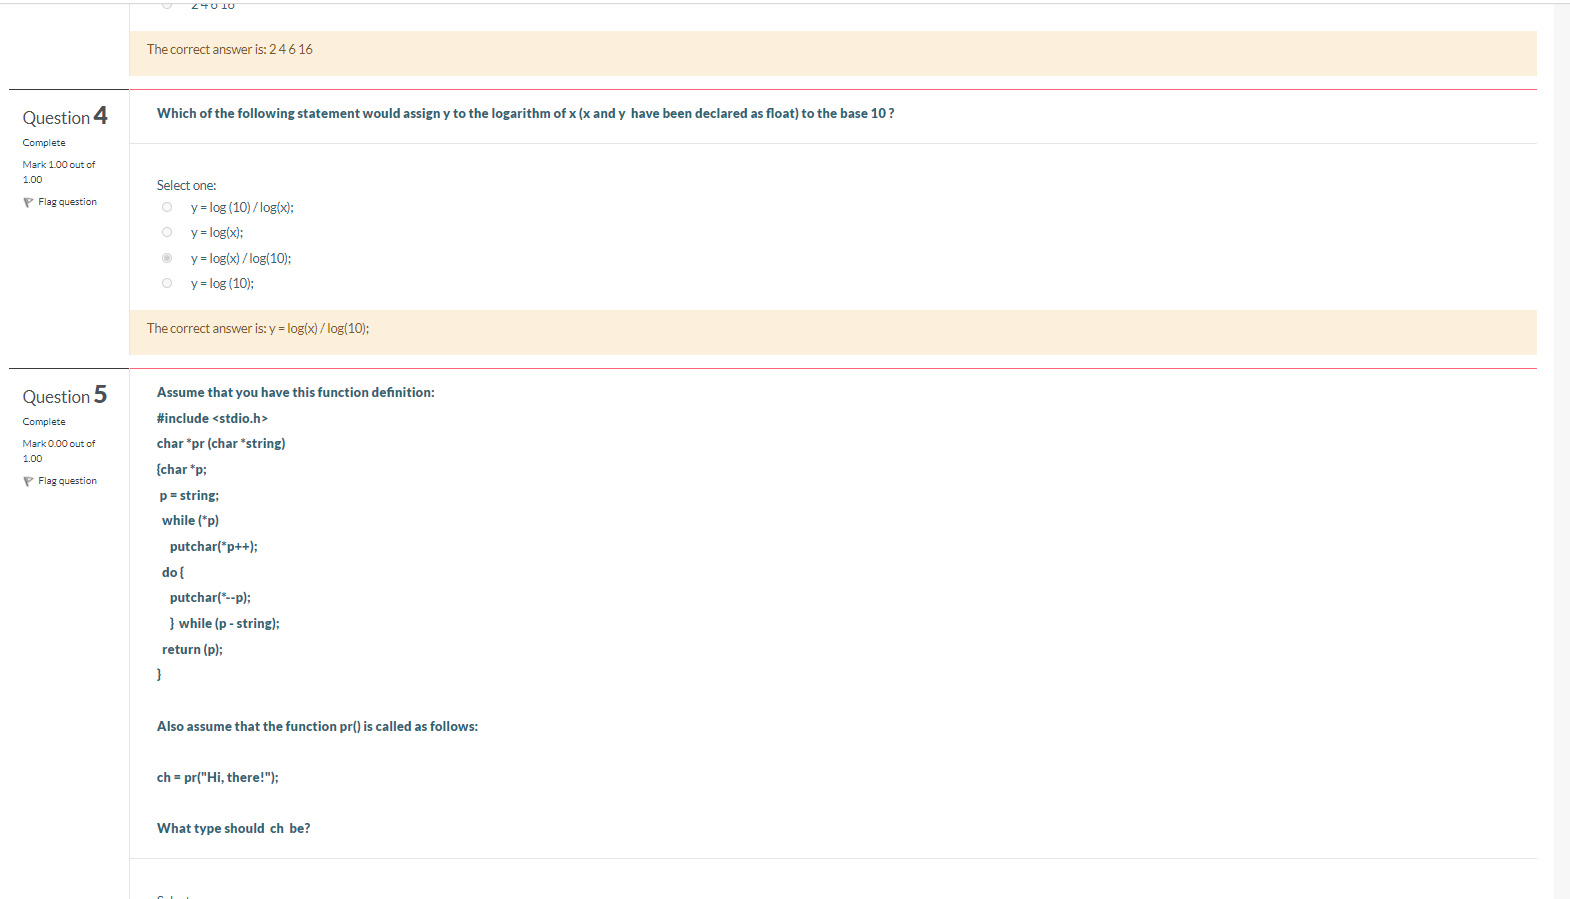 The correct answer is: 2 4 6 16
Question 4
Complete
Mark 1.00 out of
1.00
Flag question
Which of the following statement would assign y to the logarithm of x (x and y  have been declared as float) to the base 10 ?
Select one:
y = log (10) / log(x);
y = log(x);
y = log(x) / log(10);
y = log (10);
The correct answer is: y = log(x) / log(10);
Question 5
Complete
Mark 0.00 out of
1.00
Flag question
Assume that you have this function definition:
#include <stdio.h>
char *pr (char *string)
{char *p;
p = string;
while (*p)
putchar(*p++);
do {
putchar(*--p);
} while (p - string);
return (p);
}
Also assume that the function pr() is called as follows:
ch = pr("Hi, there!");
What type should  ch  be?